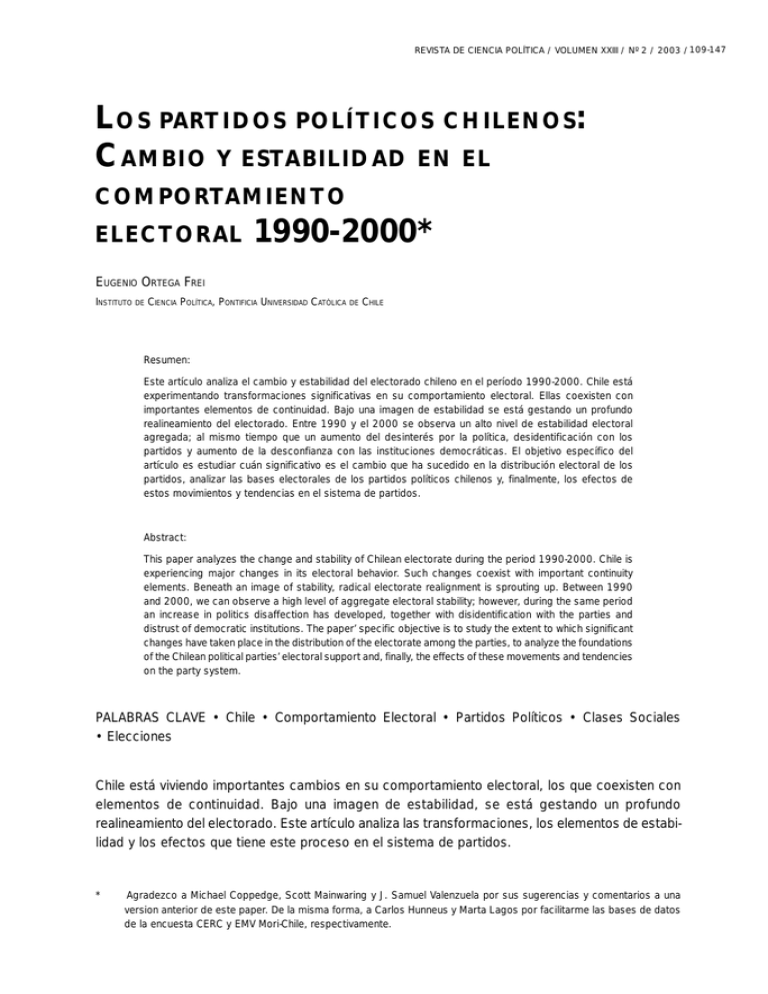 REVISTA DE CIENCIA POLÍTICA / VOLUMEN XXIII / Nº 2 / 2003 / 109-147
LOS PARTIDOS POLÍTICOS CHILENOS:
CAMBIO Y ESTABILIDAD EN EL
COMPORTAMIENTO
ELECTORAL 1990-2000*
EUGENIO ORTEGA FREI
INSTITUTO DE CIENCIA POLÍTICA, PONTIFICIA UNIVERSIDAD CATÓLICA DE CHILE
Resumen:
Este artículo analiza el cambio y estabilidad del electorado chileno en el período 1990-2000. Chile está
experimentando transformaciones significativas en su comportamiento electoral. Ellas coexisten con
importantes elementos de continuidad. Bajo una imagen de estabilidad se está gestando un profundo
realineamiento del electorado. Entre 1990 y el 2000 se observa un alto nivel de estabilidad electoral
agregada; al mismo tiempo que un aumento del desinterés por la política, desidentificación con los
partidos y aumento de la desconfianza con las instituciones democráticas. El objetivo específico del
artículo es estudiar cuán significativo es el cambio que ha sucedido en la distribución electoral de los
partidos, analizar las bases electorales de los partidos políticos chilenos y, finalmente, los efectos de
estos movimientos y tendencias en el sistema de partidos.
Abstract:
This paper analyzes the change and stability of Chilean electorate during the period 1990-2000. Chile is
experiencing major changes in its electoral behavior. Such changes coexist with important continuity
elements. Beneath an image of stability, radical electorate realignment is sprouting up. Between 1990
and 2000, we can observe a high level of aggregate electoral stability; however, during the same period
an increase in politics disaffection has developed, together with disidentification with the parties and
distrust of democratic institutions. The paper' specific objective is to study the extent to which significant
changes have taken place in the distribution of the electorate among the parties, to analyze the foundations
of the Chilean political parties' electoral support and, finally, the effects of these movements and tendencies
on the party system.
PALABRAS CLAVE • Chile • Comportamiento Electoral • Partidos Políticos • Clases Sociales
• Elecciones
Chile está viviendo importantes cambios en su comportamiento electoral, los que coexisten con
elementos de continuidad. Bajo una imagen de estabilidad, se está gestando un profundo
realineamiento del electorado. Este artículo analiza las transformaciones, los elementos de estabi-
lidad y los efectos que tiene este proceso en el sistema de partidos.
* Agradezco a Michael Coppedge, Scott Mainwaring y J. Samuel Valenzuela por sus sugerencias y comentarios a una
version anterior de este paper. De la misma forma, a Carlos Hunneus y Marta Lagos por facilitarme las bases de datos
de la encuesta CERC y EMV Mori-Chile, respectivamente.